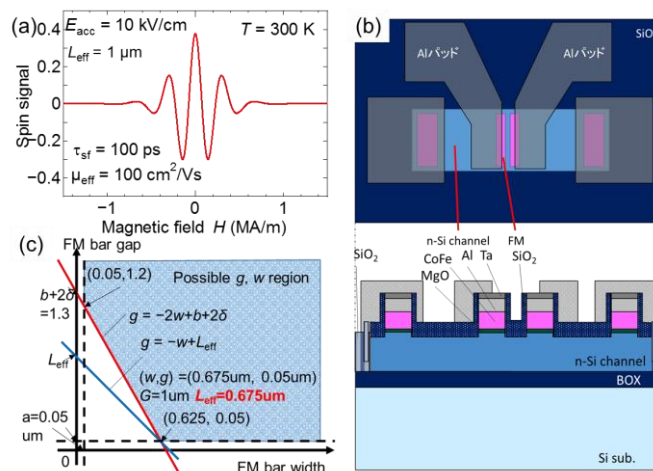 (a)
E_acc = 10 kV/cm
T = 300 K
L_eff = 1 μm
0.4
0.2
0
−0.2
−0.4
Spin signal
τ_sf = 100 ps
μ_eff = 100 cm²/Vs
−1
0
1
Magnetic field H (MA/m)
(b)
Alパッド
Alパッド
n-Si channel
FM
SiO₂
CoFe
Al
Ta
SiO₂
MgO
n-Si channel
BOX
Si sub.
(c)
FM bar gap
(0.05,1.2)
Possible g, w region
b+2δ
=1.3
g = −2w+b+2δ
g = −w+L_eff
L_eff
(w,g) =(0.675um, 0.05um)
G=1um L_eff=0.675um
a=0.05
um
(0.625, 0.05)
0
FM bar width